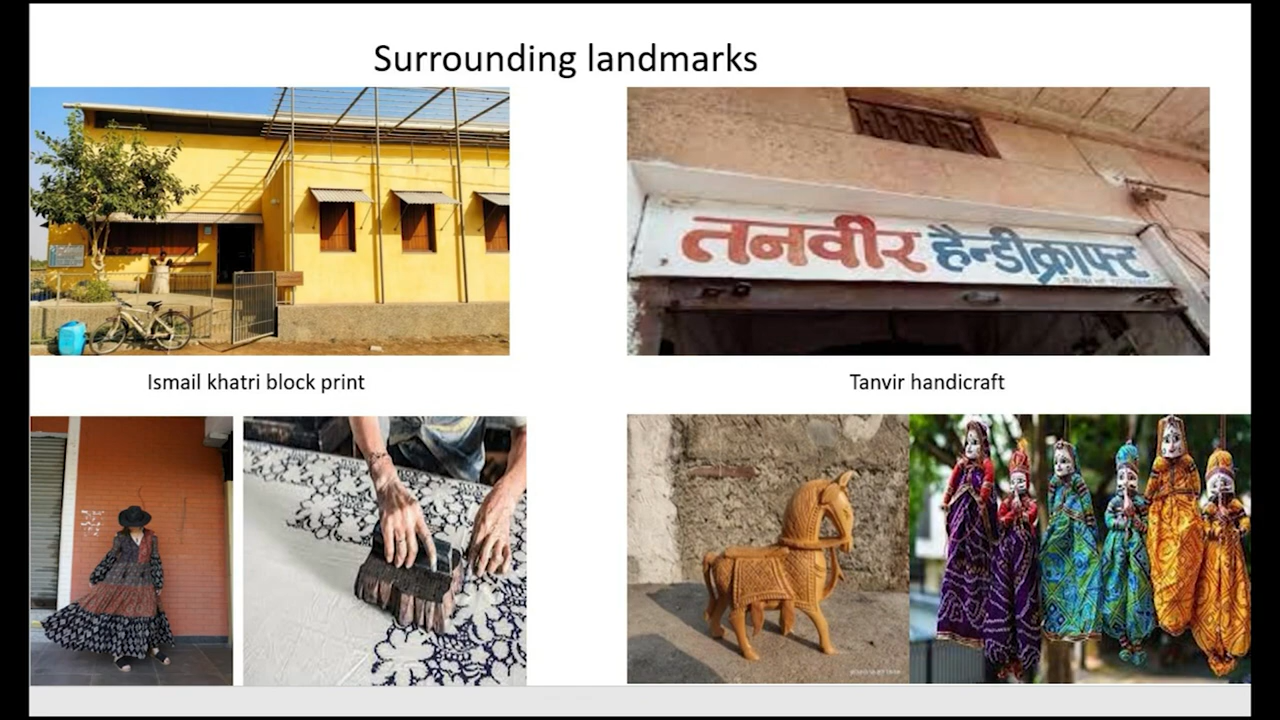 Surrounding landmarks
तनवीर हैन्डीक्राफ्ट
Ismail khatri block print
Tanvir handicraft